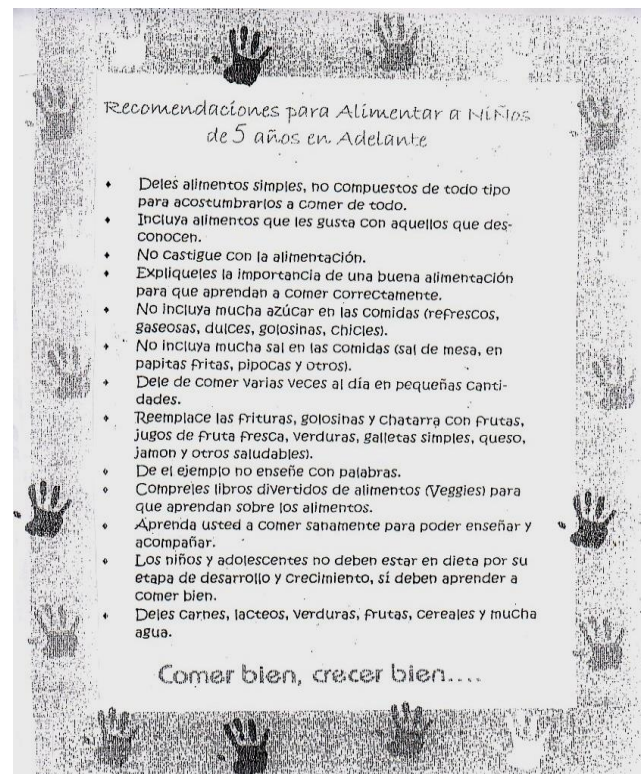 Recomendaciones para Alimentar a Niños
de 5 años en Adelante
• Deles alimentos simples, no compuestos de todo tipo
para acostumbrarlos a comer de todo.
• Incluya alimentos que les gusta con aquellos que des-
conocen.
• No castigue con la alimentación.
• Expliqueles la importancia de una buena alimentación
para que aprendan a comer correctamente.
• No incluya mucha azúcar en las comidas (refrescos,
gaseosas, dulces, golosinas, chicles).
• No incluya mucha sal en las comidas (sal de mesa, en
papitas fritas, pipocas y otros).
• Dele de comer varias veces al día en pequeñas canti-
dades.
• Reemplace las frituras, golosinas y chatarra con frutas,
jugos de fruta fresca, verduras, galletas simples, queso,
jamon y otros saludables).
• De el ejemplo no enseñe con palabras.
• Compreles libros divertidos de alimentos (Veggies) para
que aprendan sobre los alimentos.
• Aprenda usted a comer sanamente para poder enseñar y
acompañar.
• Los niños y adolescentes no deben estar en dieta por su
etapa de desarrollo y crecimiento, sí deben aprender a
comer bien.
• Deles carnes, lacteos, verduras, frutas, cereales y mucha
agua.
Comer bien, crecer bien....